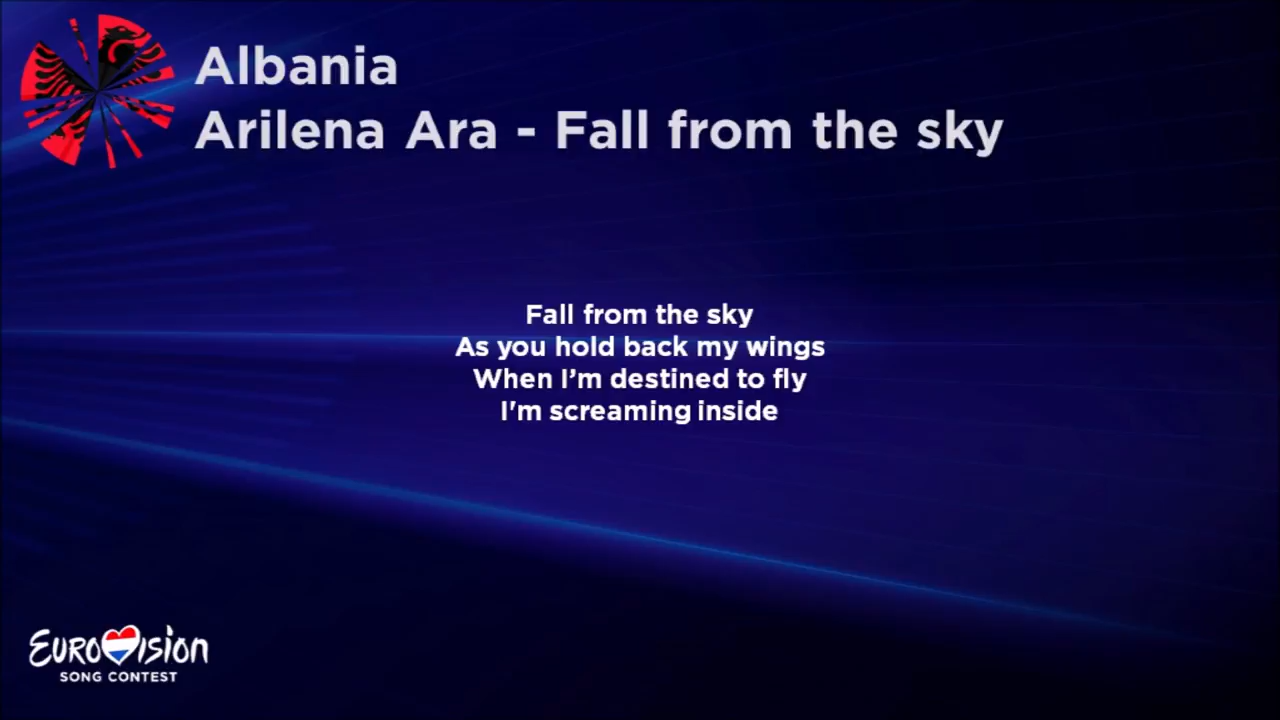 Albania
Arilena Ara - Fall from the sky
Fall from the sky
As you hold back my wings
When I’m destined to fly
I'm screaming inside
EUROVISION
SONG CONTEST